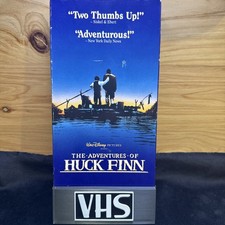 "Two Thumbs Up!"
- Siskel & Ebert
"Adventurous!"
- New York Daily News
Walt Disney PICTURES
THE ADVENTURES OF
HUCK FINN
VHS